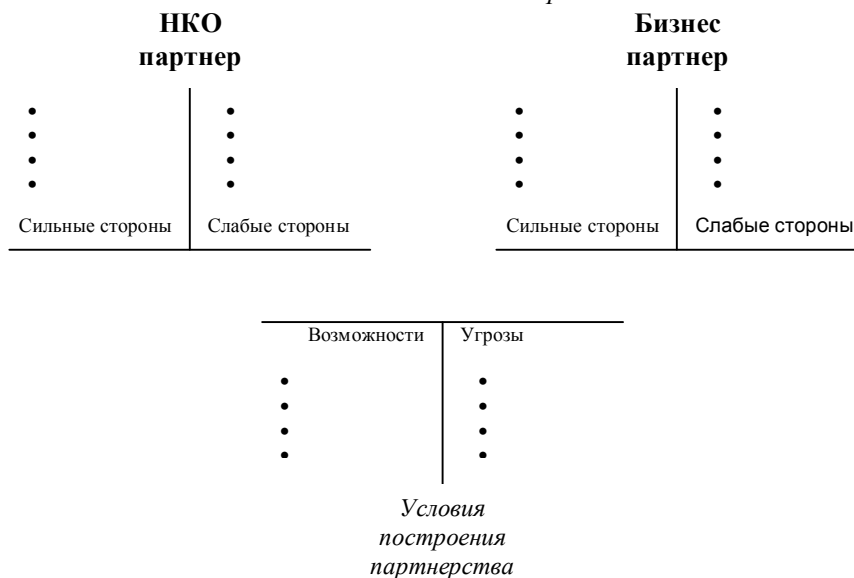 НКО
партнер
Бизнес
партнер
Сильные стороны
Слабые стороны
Сильные стороны
Слабые стороны
Возможности
Угрозы
Условия
построения
партнерства